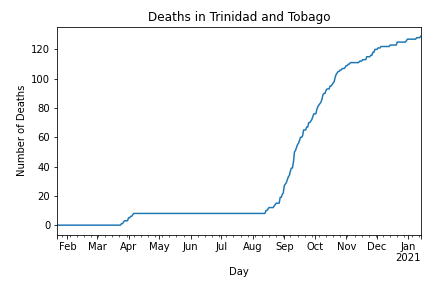 Deaths in Trinidad and Tobago
Number of Deaths
120
100
80
60
40
20
0
Feb Mar Apr May Jun Jul Aug Sep Oct Nov Dec Jan
2021
Day